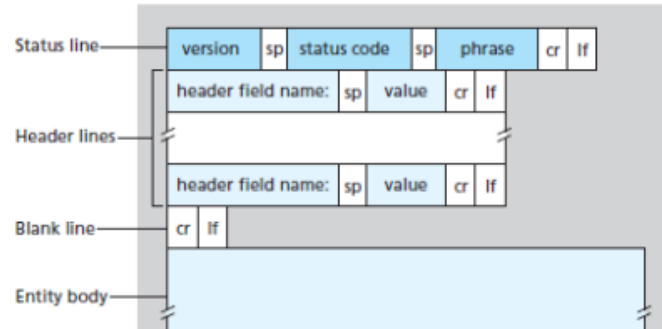 Status line version sp status code sp phrase cr lf
header field name: sp value cr lf
Header lines
header field name: sp value cr lf
Blank line cr lf
Entity body